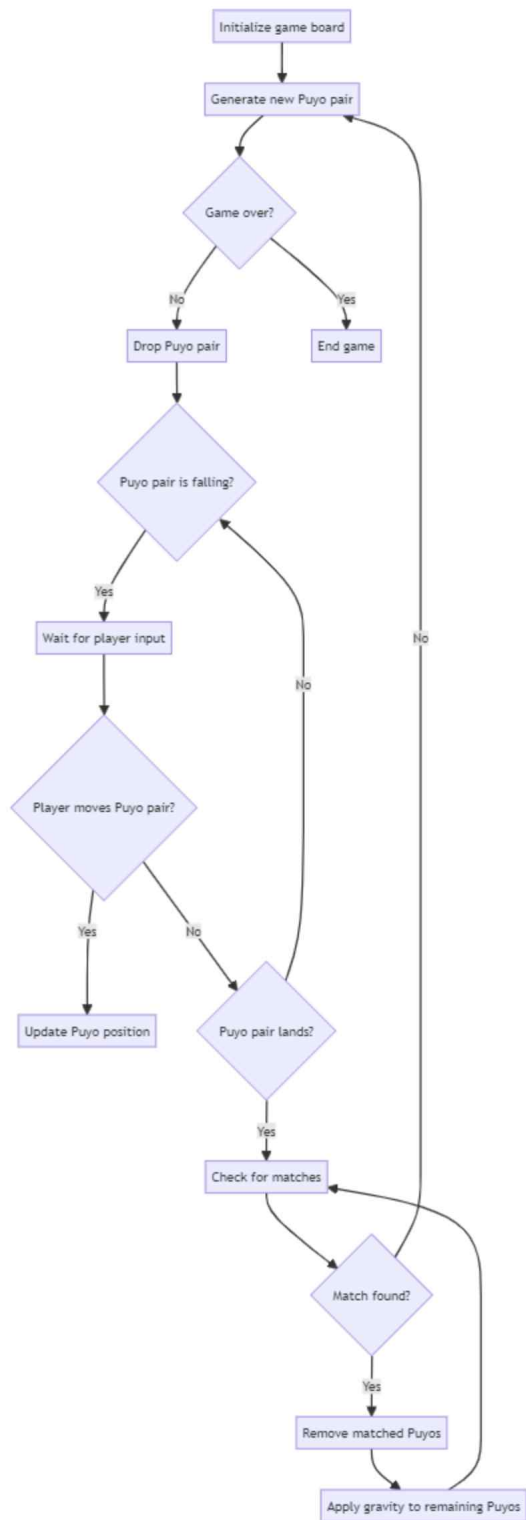 Initialize game board
Generate new Puyo pair
Game over?
No
Yes
Drop Puyo pair
End game
Puyo pair is falling?
Yes
Wait for player input
No
No
Player moves Puyo pair?
Yes
No
Update Puyo position
Puyo pair lands?
Yes
Check for matches
Match found?
Yes
Remove matched Puyos
Apply gravity to remaining Puyos